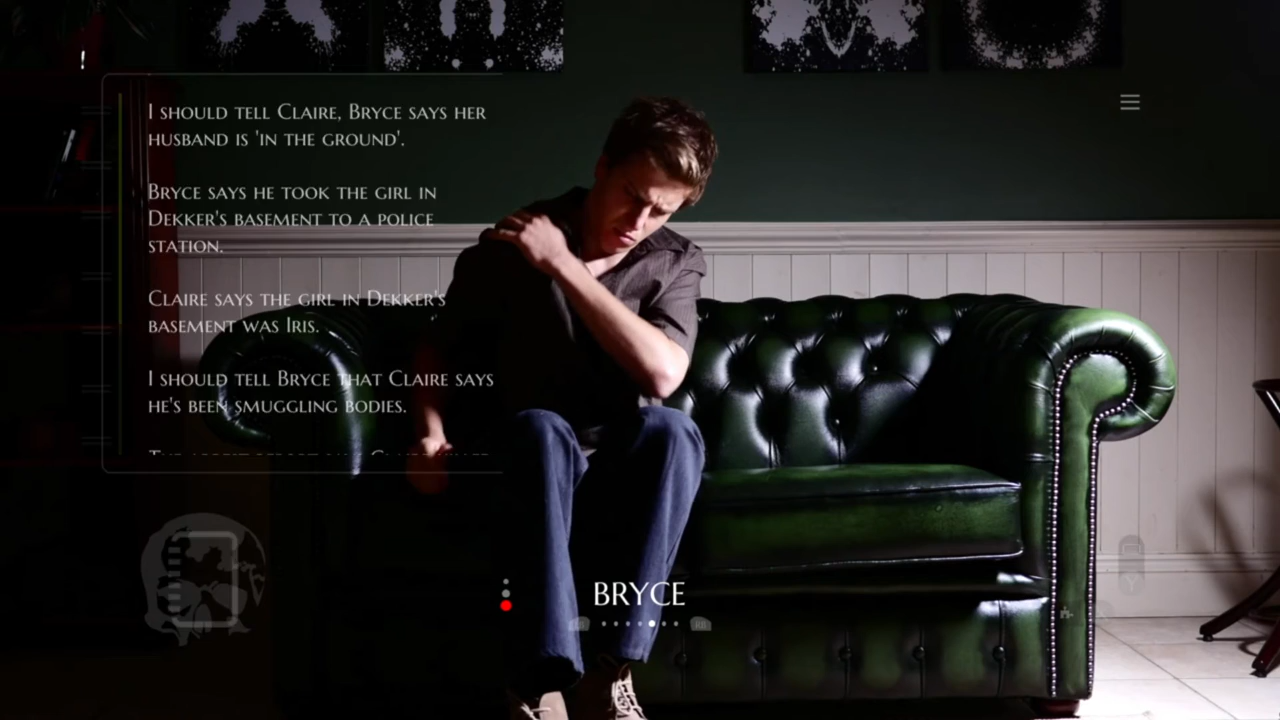 I should tell Claire, Bryce says her
husband is 'in the ground'.
Bryce says he took the girl in
Dekker's basement to a police
station.
Claire says the girl in Dekker's
basement was Iris.
I should tell Bryce that Claire says
he's been smuggling bodies.
BRYCE
RB